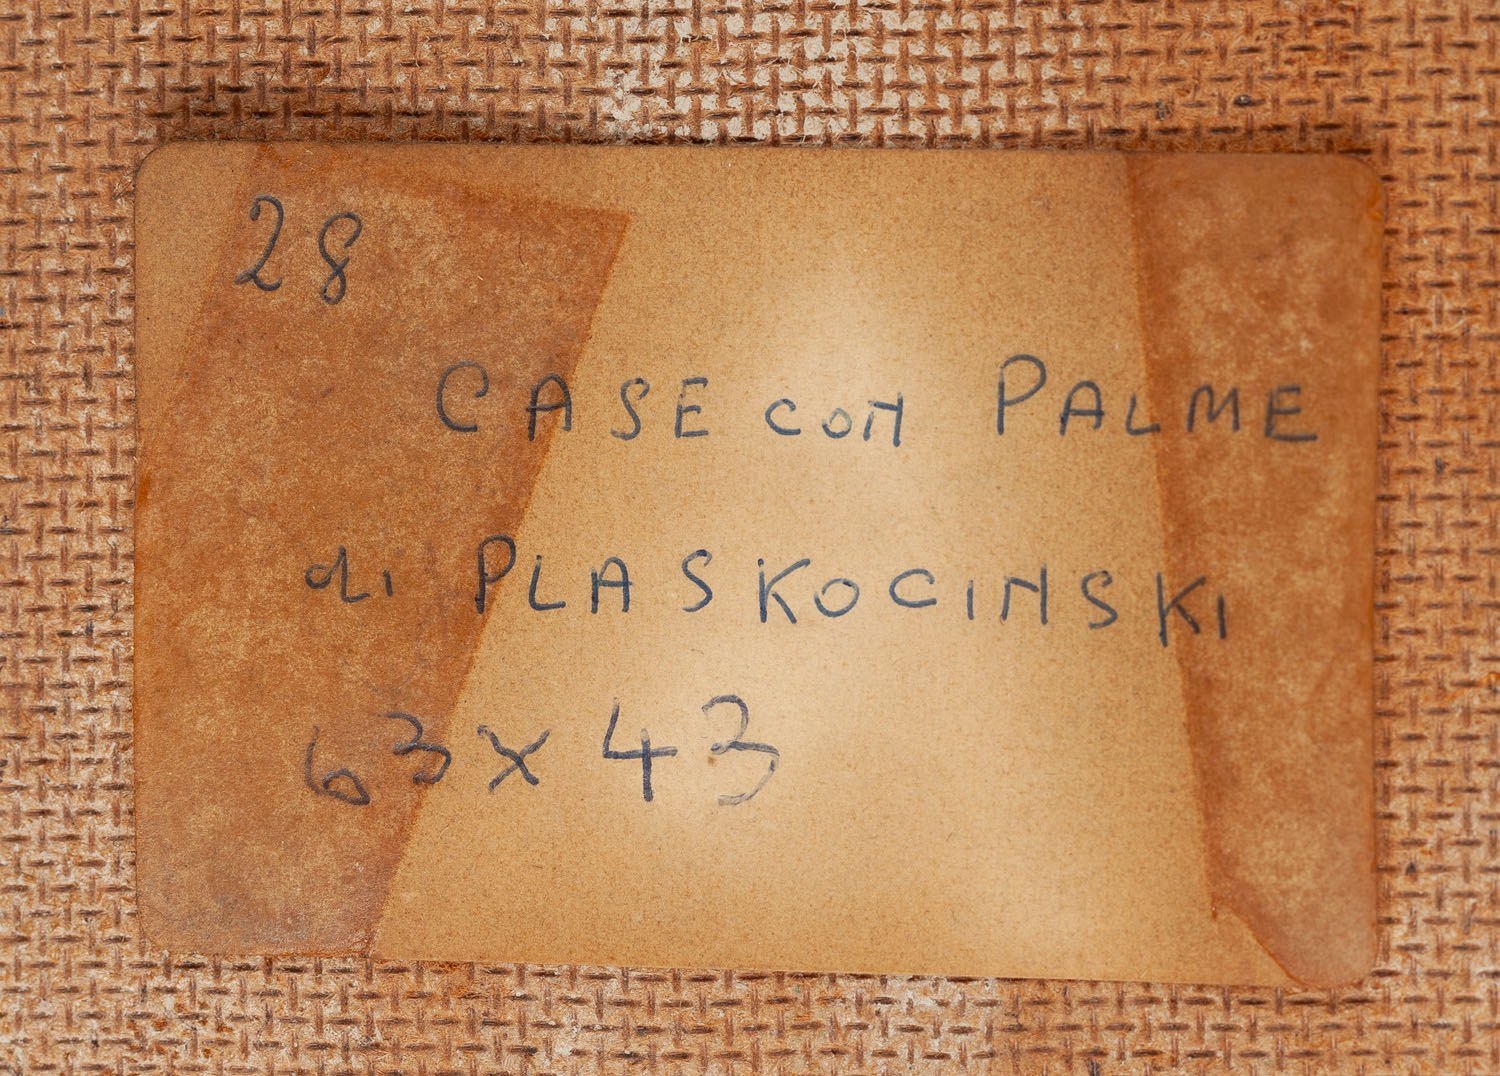 28
CASE con PALME
di PLASKOCINSKI
63x43